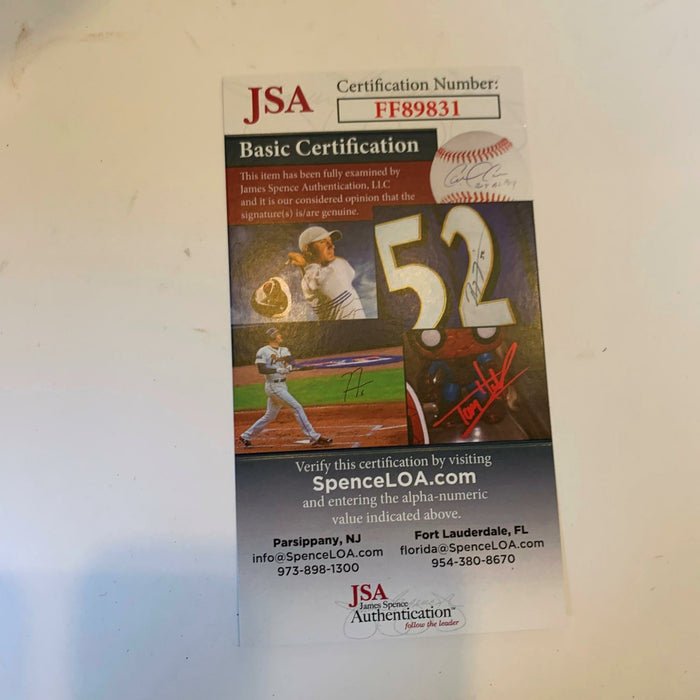 JSA
Certification Number:
FF89831
Basic Certification
This item has been fully examined by
James Spence Authentication, LLC
and it is our considered opinion that the
signature(s) is/are genuine.
52
Verify this certification by visiting
SpenceLOA.com
and entering the alpha-numeric
value indicated above.
Parsippany, NJ
info@SpenceLOA.com
973-898-1300
Fort Lauderdale, FL
florida@SpenceLOA.com
954-380-8670
JSA
James Spence
Authentication™
follow the leader